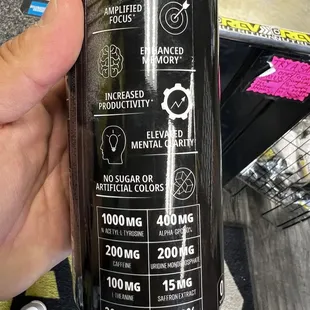 AMPLIFIED
FOCUS*
ENHANCED
MEMORY*
INCREASED
PRODUCTIVITY*
ELEVATED
MENTAL CLARITY
NO SUGAR OR
ARTIFICIAL COLORS
1000MG 400MG
N-ACETYL L-TYROSINE ALPHA-GPC 50%
200MG 200MG
CAFFEINE URIDINE MONOPHOSPHATE
100MG 15MG
L-THEANINE SAFFRON EXTRACT